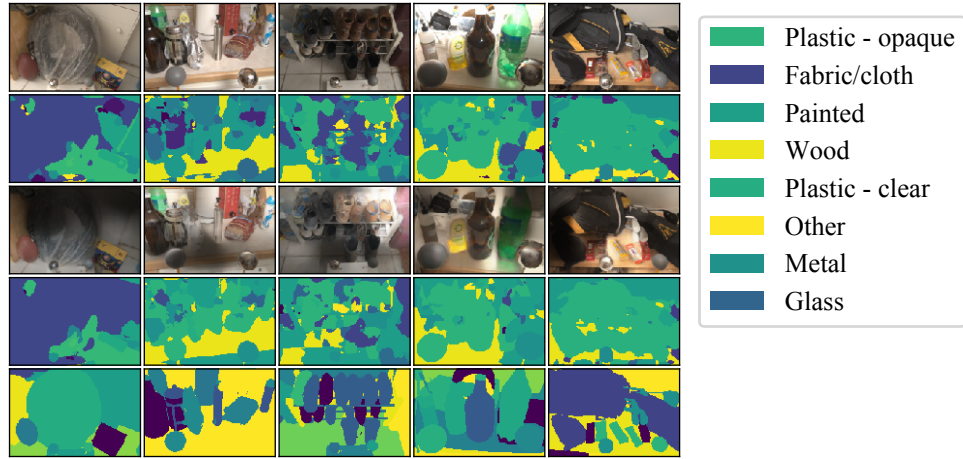 Plastic - opaque
Fabric/cloth
Painted
Wood
Plastic - clear
Other
Metal
Glass